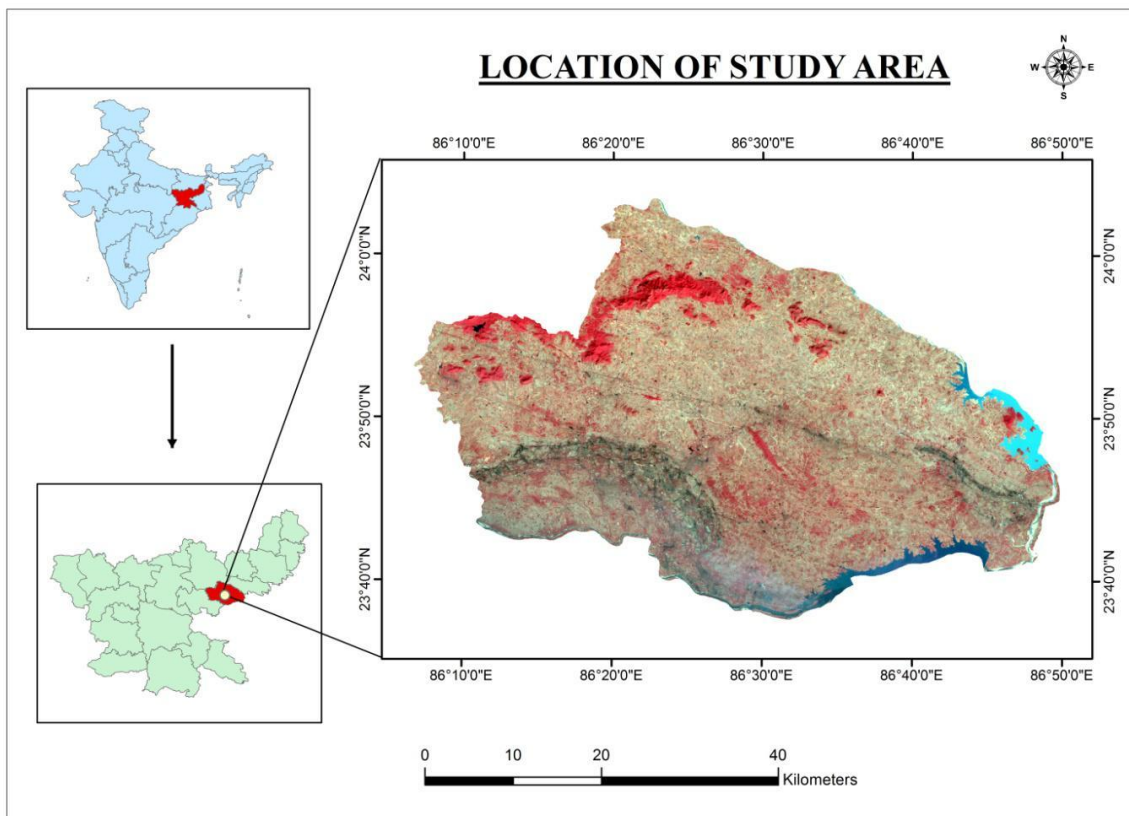 LOCATION OF STUDY AREA
N
W E
S
86°10'0"E 86°20'0"E 86°30'0"E 86°40'0"E 86°50'0"E
24°0'0"N 24°0'0"N
23°50'0"N 23°50'0"N
23°40'0"N 23°40'0"N
86°10'0"E 86°20'0"E 86°30'0"E 86°40'0"E 86°50'0"E
0 10 20 40
Kilometers